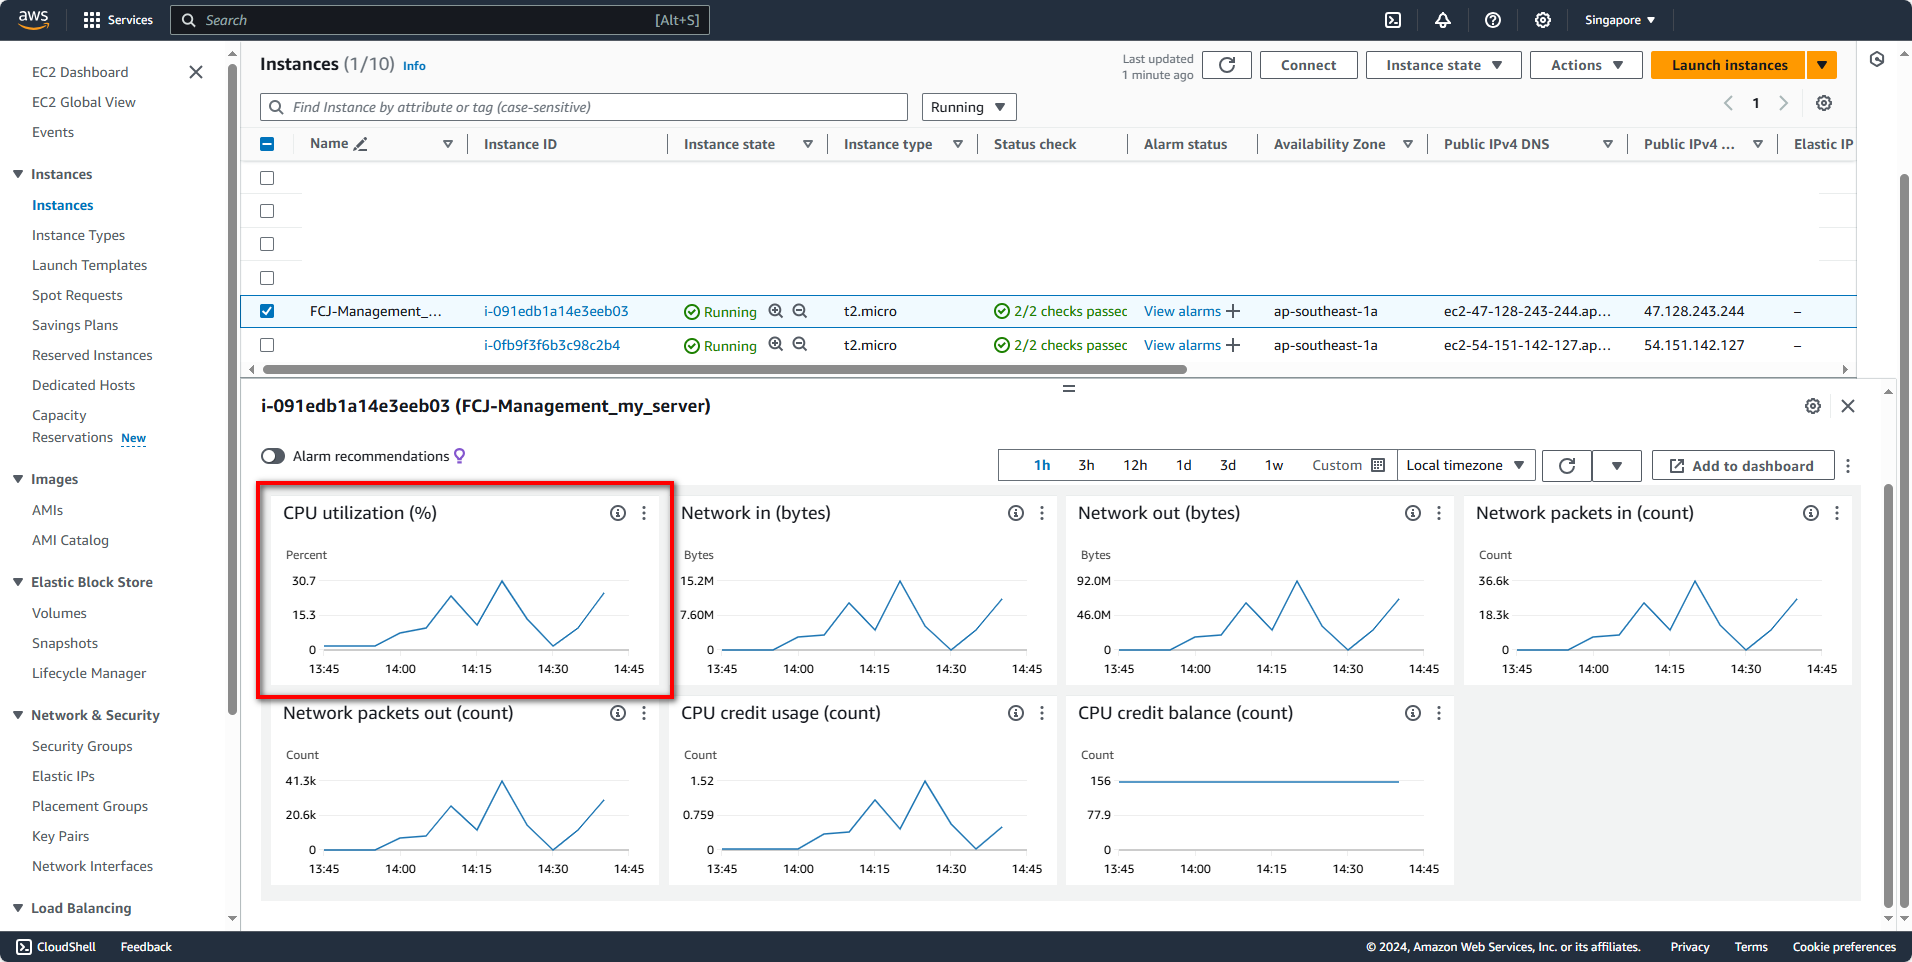 aws Services Search [Alt+S] Singapore
EC2 Dashboard
EC2 Global View
Events
Instances
Instances
Instance Types
Launch Templates
Spot Requests
Savings Plans
Reserved Instances
Dedicated Hosts
Capacity
Reservations New
Images
AMIs
AMI Catalog
Elastic Block Store
Volumes
Snapshots
Lifecycle Manager
Network & Security
Security Groups
Elastic IPs
Placement Groups
Key Pairs
Network Interfaces
Load Balancing
Instances (1/10) Info
Last updated
1 minute ago
Connect Instance state Actions Launch instances
Find Instance by attribute or tag (case-sensitive) Running 1
Name Instance ID Instance state Instance type Status check Alarm status Availability Zone Public IPv4 DNS Public IPv4 ... Elastic IP
FCJ-Management_... i-091edb1a14e3eeb03 Running t2.micro 2/2 checks passec View alarms ap-southeast-1a ec2-47-128-243-244.ap... 47.128.243.244 –
i-0fb9f3f6b3c98c2b4 Running t2.micro 2/2 checks passec View alarms ap-southeast-1a ec2-54-151-142-127.ap... 54.151.142.127 –
i-091edb1a14e3eeb03 (FCJ-Management_my_server)
Alarm recommendations
1h 3h 12h 1d 3d 1w Custom Local timezone Add to dashboard
CPU utilization (%)
Percent
30.7
15.3
0
13:45 14:00 14:15 14:30 14:45
Network in (bytes)
Bytes
15.2M
7.60M
0
13:45 14:00 14:15 14:30 14:45
Network out (bytes)
Bytes
92.0M
46.0M
0
13:45 14:00 14:15 14:30 14:45
Network packets in (count)
Count
36.6k
18.3k
0
13:45 14:00 14:15 14:30 14:45
Network packets out (count)
Count
41.3k
20.6k
0
13:45 14:00 14:15 14:30 14:45
CPU credit usage (count)
Count
1.52
0.759
0
13:45 14:00 14:15 14:30 14:45
CPU credit balance (count)
Count
156
77.9
0
13:45 14:00 14:15 14:30 14:45
CloudShell Feedback © 2024, Amazon Web Services, Inc. or its affiliates. Privacy Terms Cookie preferences